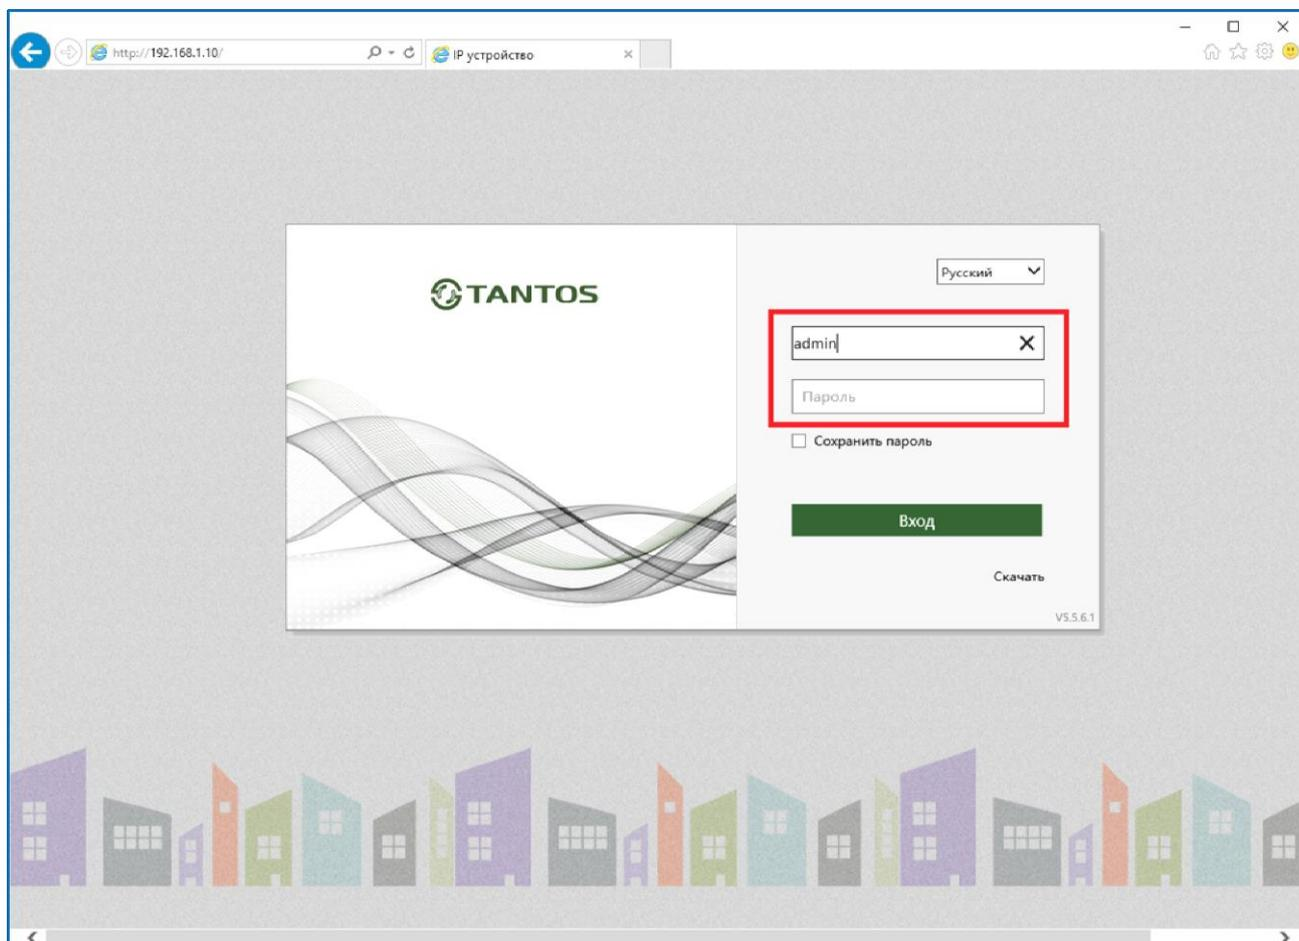 http://192.168.1.10/
IP устройство
TANTOS
Русский
admin
Пароль
Сохранить пароль
Вход
Скачать
V5.5.6.1